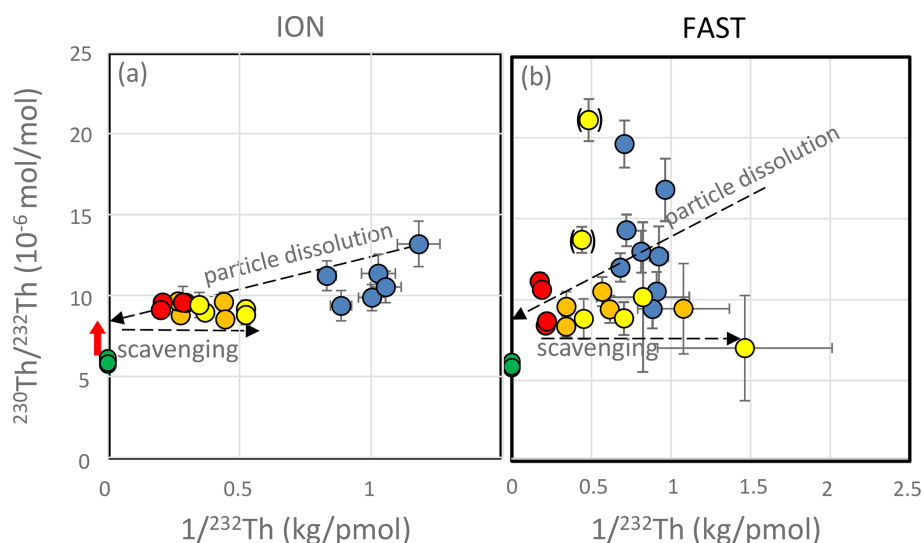 ION
FAST
25
20
15
10
5
0
²³⁰Th/²³²Th (10⁻⁶ mol/mol)
(a)
particle dissolution
scavenging
0
0.5
1
1/²³²Th (kg/pmol)
(b)
( )
particle dissolution
( )
scavenging
0
0.5
1
1.5
2
2.5
1/²³²Th (kg/pmol)